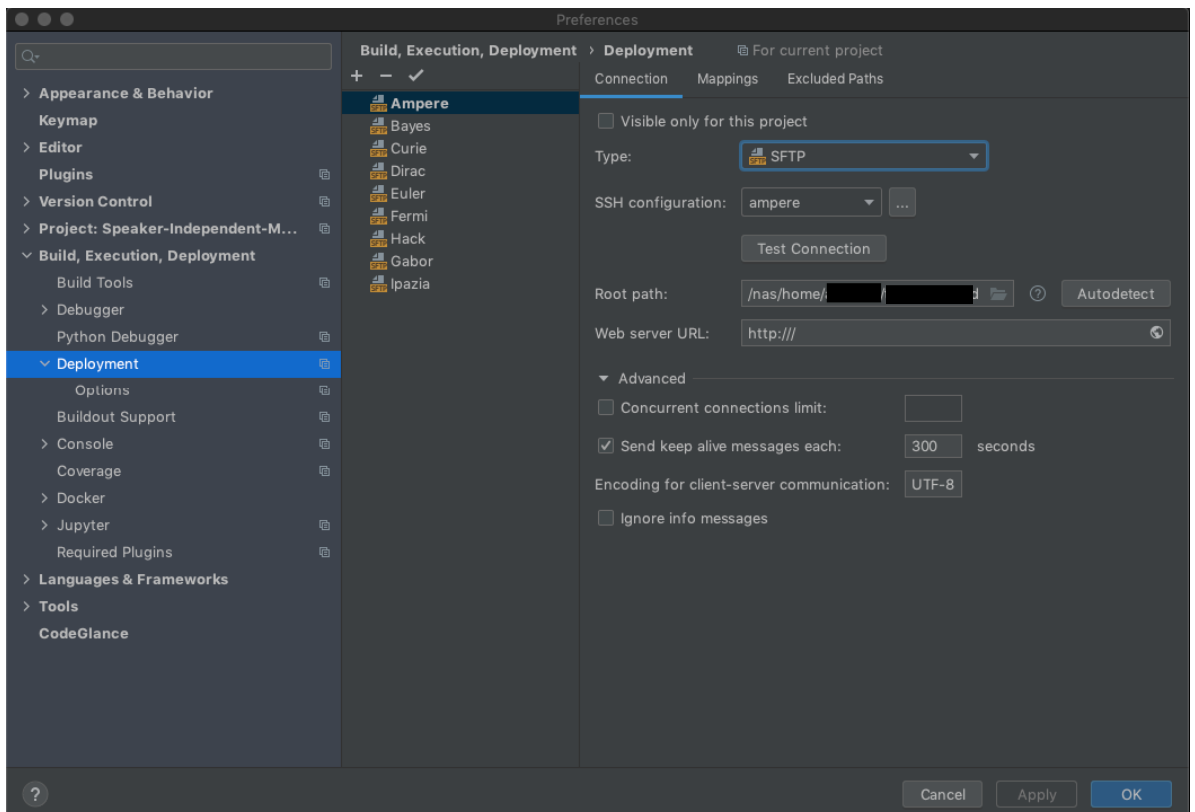 Preferences
Appearance & Behavior
Keymap
Editor
Plugins
Version Control
Project: Speaker-Independent-M...
Build, Execution, Deployment
Build Tools
Debugger
Python Debugger
Deployment
Options
Buildout Support
Console
Coverage
Docker
Jupyter
Required Plugins
Languages & Frameworks
Tools
CodeGlance
Build, Execution, Deployment › Deployment For current project
Ampere
Bayes
Curie
Dirac
Euler
Fermi
Hack
Gabor
Ipazia
Connection Mappings Excluded Paths
Visible only for this project
Type: SFTP
SSH configuration: ampere ...
Test Connection
Root path: /nas/home/ / d ? Autodetect
Web server URL: http:///
Advanced
Concurrent connections limit:
Send keep alive messages each: 300 seconds
Encoding for client-server communication: UTF-8
Ignore info messages
? Cancel Apply OK